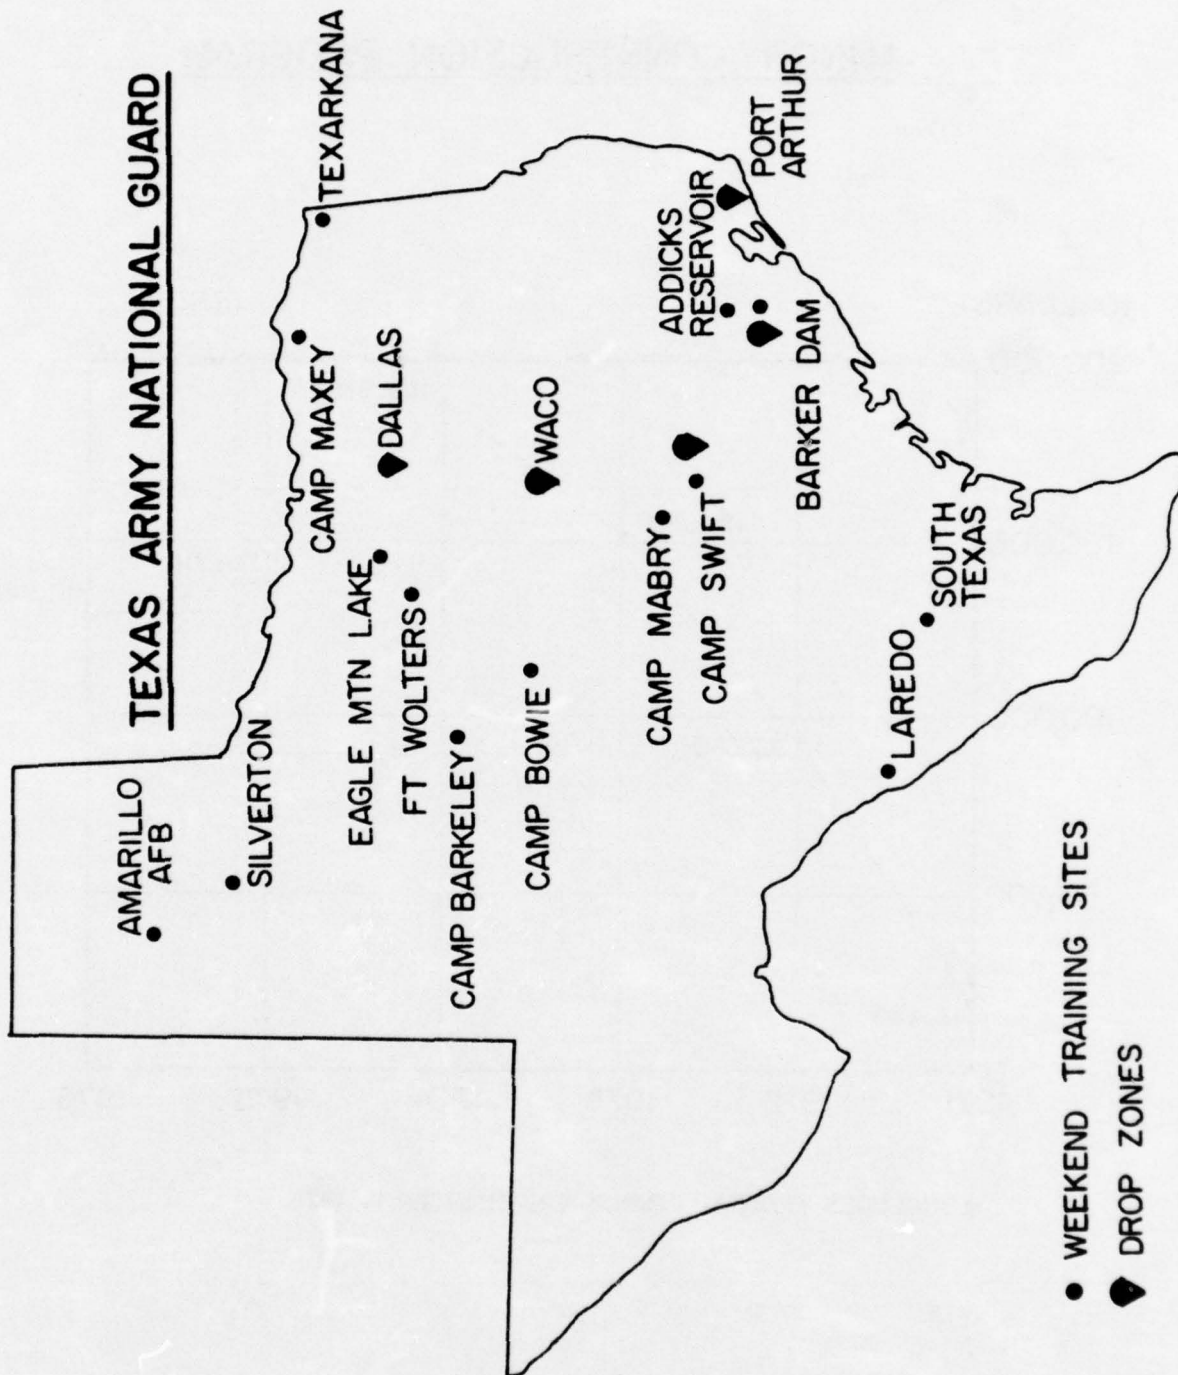 TEXAS ARMY NATIONAL GUARD
AMARILLO
AFB
SILVERTON
TEXARKANA
CAMP MAXEY
EAGLE MTN LAKE
DALLAS
FT WOLTERS
CAMP BARKELEY
CAMP BOWIE
WACO
CAMP MABRY
CAMP SWIFT
ADDICKS
RESERVOIR
PORT
ARTHUR
BARKER DAM
LAREDO
SOUTH
TEXAS
WEEKEND TRAINING SITES
DROP ZONES